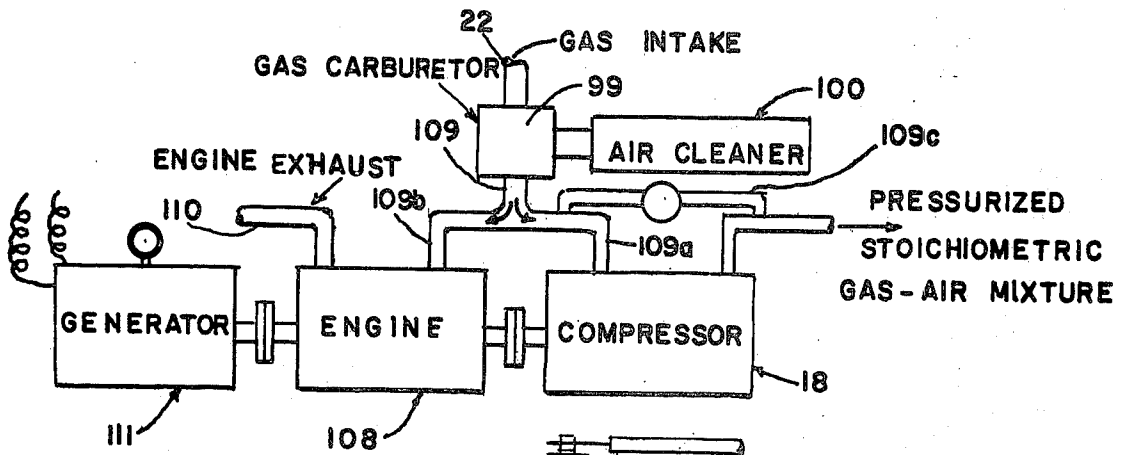 22
GAS INTAKE
GAS CARBURETOR
99
100
109
AIR CLEANER
109c
ENGINE EXHAUST
109b
110
PRESSURIZED
STOICHIOMETRIC
GAS-AIR MIXTURE
109a
GENERATOR
ENGINE
COMPRESSOR
18
111
108